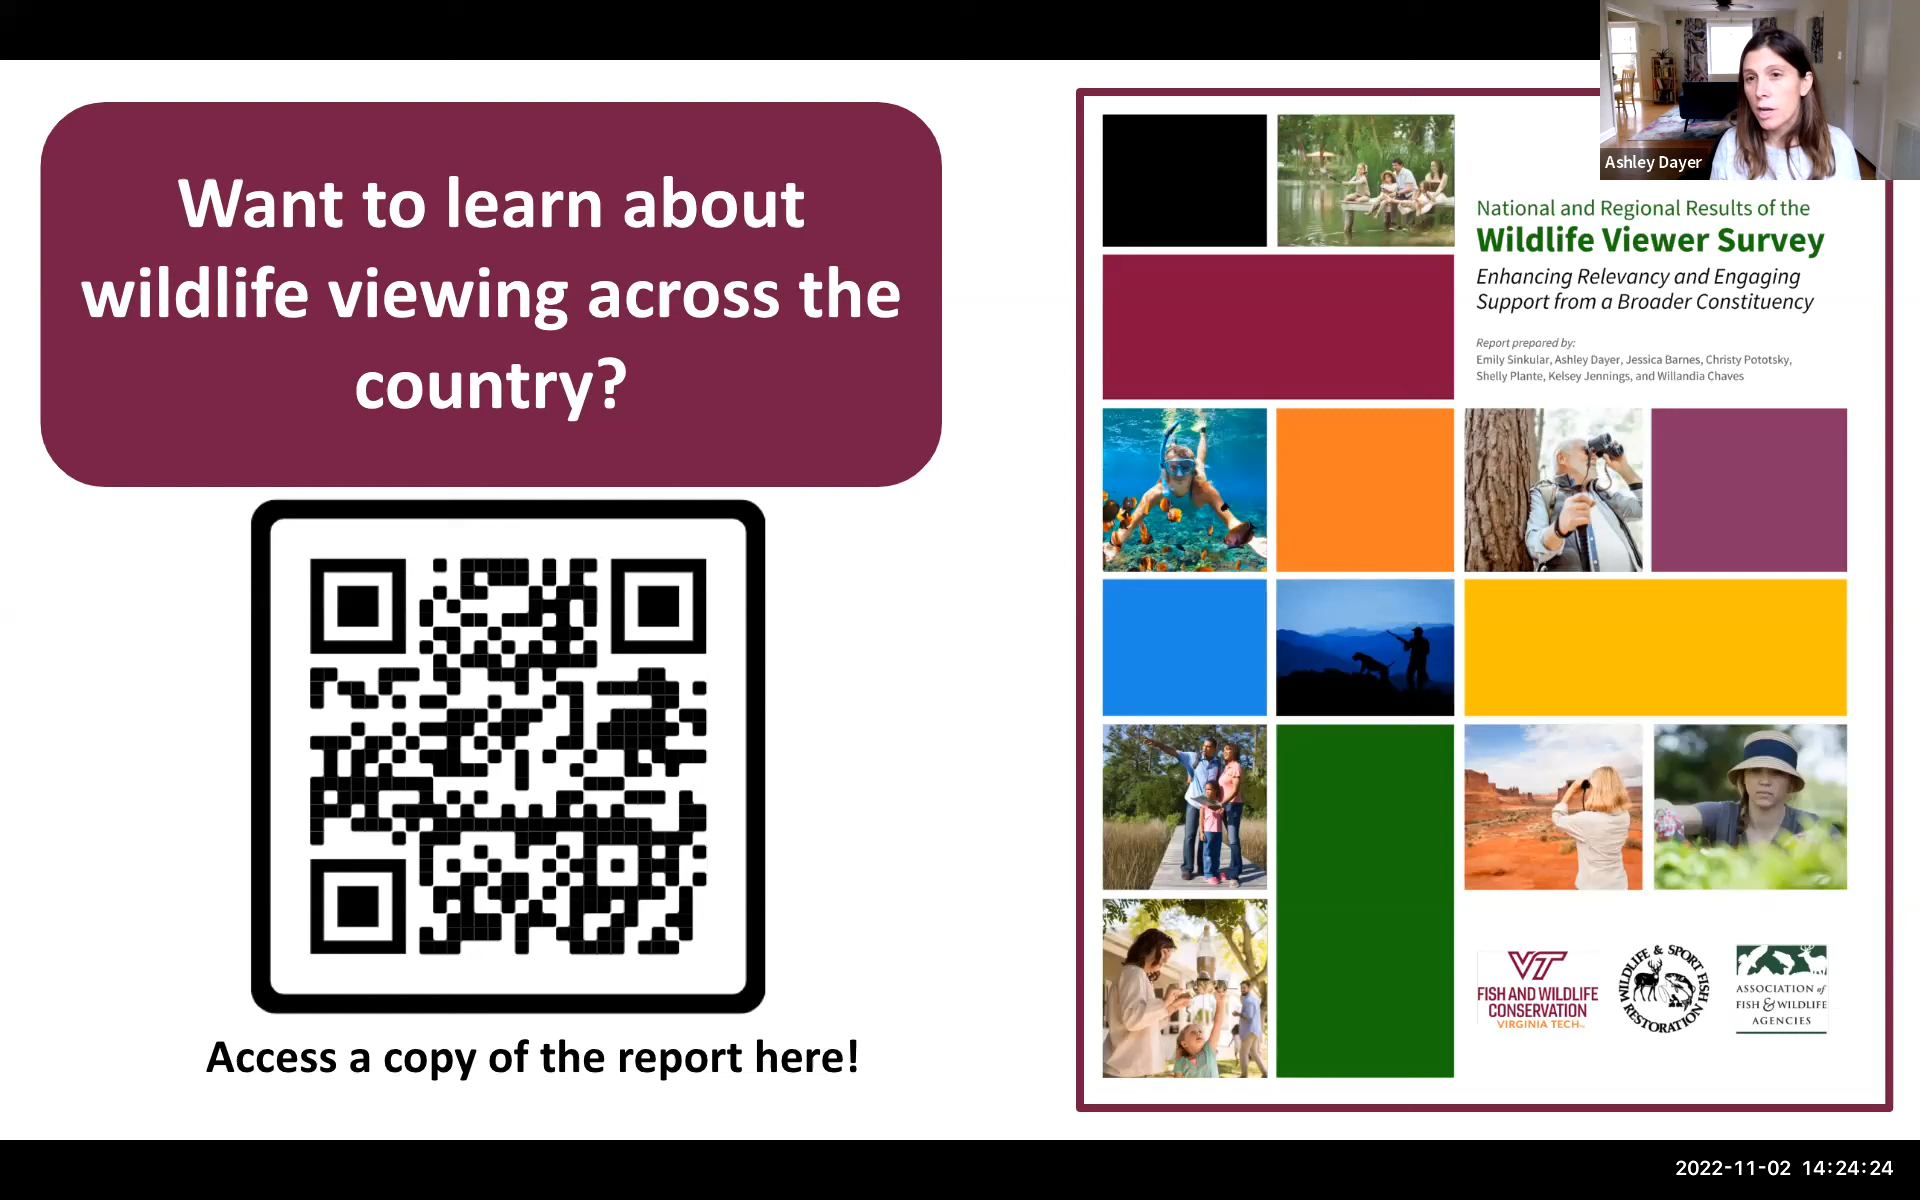 Want to learn about
wildlife viewing across the
country?
Access a copy of the report here!
Ashley Dayer
National and Regional Results of the
Wildlife Viewer Survey
Enhancing Relevancy and Engaging
Support from a Broader Constituency
Report prepared by:
Emily Sinkular, Ashley Dayer, Jessica Barnes, Christy Pototsky,
Shelly Plante, Kelsey Jennings, and Willandia Chaves
VT
FISH AND WILDLIFE
CONSERVATION
VIRGINIA TECH
WILDLIFE & SPORT FISH
RESTORATION
ASSOCIATION of
FISH & WILDLIFE
AGENCIES
2022-11-02 14:24:24